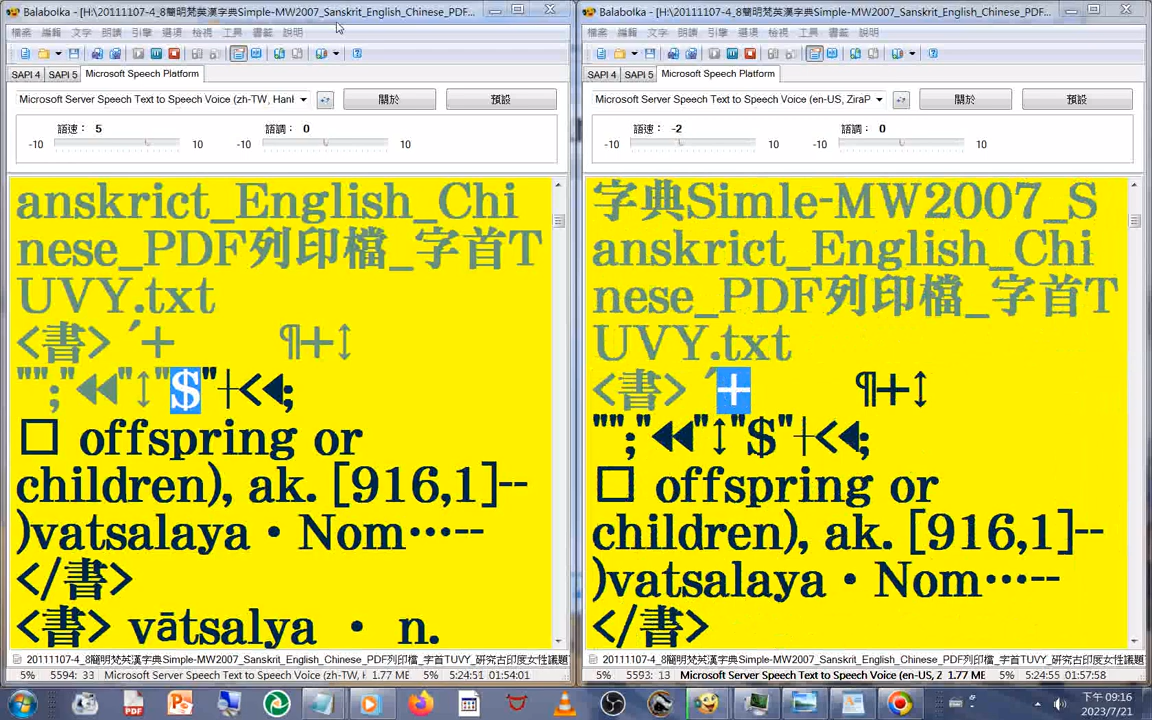 Balabolka - [H:\20111107-4_8簡明梵英漢字典Simple-MW2007_Sanskrit_English_Chinese_PDF...
檔案 編輯 文字 朗讀 引擎 選項 檢視 工具 書籤 說明
SAPI 4 SAPI 5 Microsoft Speech Platform
Microsoft Server Speech Text to Speech Voice (zh-TW, HanH
關於
預設
語速: 5
語調: 0
-10 10 -10 10
anskrict_English_Chi
nese_PDF列印檔_字首T
UVY.txt
<書> ´+ ¶+↕
"";"◀◀"↕"$"┼<◀;
□ offspring or
children), ak. [916,1]--
)vatsalaya • Nom…--
</書>
<書> vātsalya • n.
20111107-4_8簡明梵英漢字典Simple-MW2007_Sanskrit_English_Chinese_PDF列印檔_字首TUVY_研究古印度女性議題
5% 5594: 33 Microsoft Server Speech Text to Speech Voice (zh-TW, H 1.77 MB 5% 5:24:51 01:54:01
Balabolka - [H:\20111107-4_8簡明梵英漢字典Simple-MW2007_Sanskrit_English_Chinese_PDF...
檔案 編輯 文字 朗讀 引擎 選項 檢視 工具 書籤 說明
SAPI 4 SAPI 5 Microsoft Speech Platform
Microsoft Server Speech Text to Speech Voice (en-US, ZiraP
關於
預設
語速: -2
語調: 0
-10 10 -10 10
字典Simle-MW2007_S
anskrict_English_Chi
nese_PDF列印檔_字首T
UVY.txt
<書> ´+ ¶+↕
"";"◀◀"↕"$"┼<◀;
□ offspring or
children), ak. [916,1]--
)vatsalaya • Nom…--
</書>
20111107-4_8簡明梵英漢字典Simple-MW2007_Sanskrit_English_Chinese_PDF列印檔_字首TUVY_研究古印度女性議題
5% 5593: 13 Microsoft Server Speech Text to Speech Voice (en-US, Z 1.77 MB 5% 5:24:51 01:57:58
下午 09:16
2023/7/21